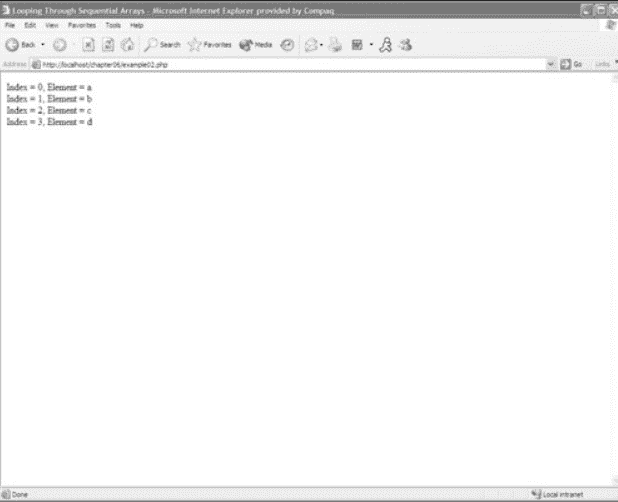 Looping Through Sequential Arrays - Microsoft Internet Explorer provided by Compaq
File Edit View Favorites Tools Help
Back Search Favorites Media
Address http://localhost/chapter06/example02.php Go Links
Index = 0, Element = a
Index = 1, Element = b
Index = 2, Element = c
Index = 3, Element = d
Done Local intranet